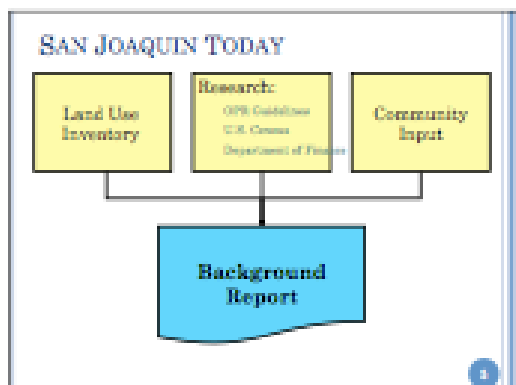 SAN JOAQUIN TODAY
Land Use
Inventory
Research:
OPR Guidelines
U.S. Census
Department of Finance
Community
Input
Background
Report